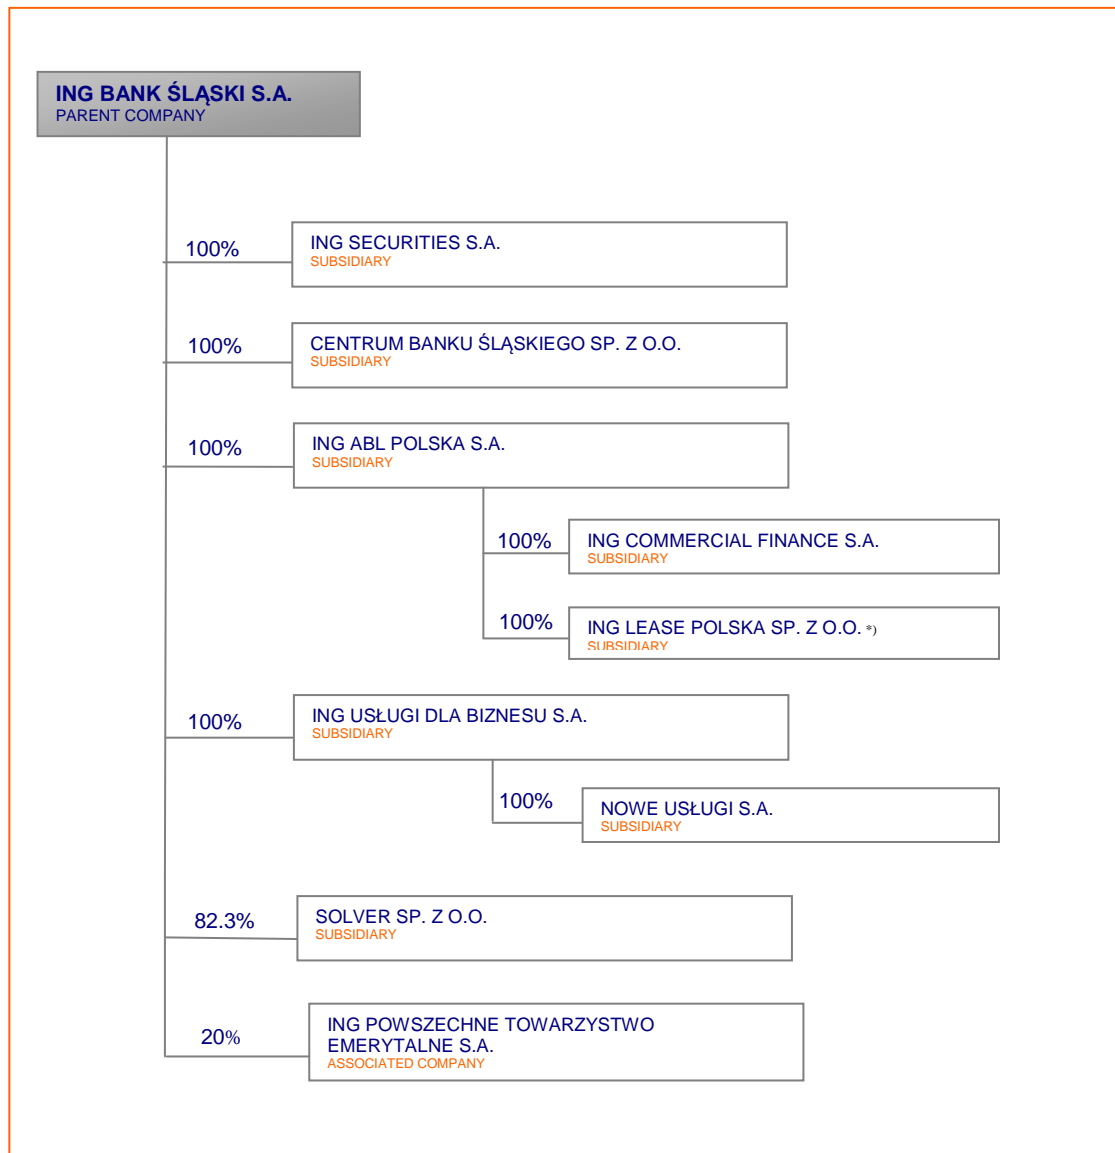 ING BANK ŚLĄSKI S.A.
PARENT COMPANY
100%
ING SECURITIES S.A.
SUBSIDIARY
100%
CENTRUM BANKU ŚLĄSKIEGO SP. Z O.O.
SUBSIDIARY
100%
ING ABL POLSKA S.A.
SUBSIDIARY
100%
ING COMMERCIAL FINANCE S.A.
SUBSIDIARY
100%
ING LEASE POLSKA SP. Z O.O. *)
SUBSIDIARY
100%
ING USŁUGI DLA BIZNESU S.A.
SUBSIDIARY
100%
NOWE USŁUGI S.A.
SUBSIDIARY
82.3%
SOLVER SP. Z O.O.
SUBSIDIARY
20%
ING POWSZECHNE TOWARZYSTWO
EMERYTALNE S.A.
ASSOCIATED COMPANY